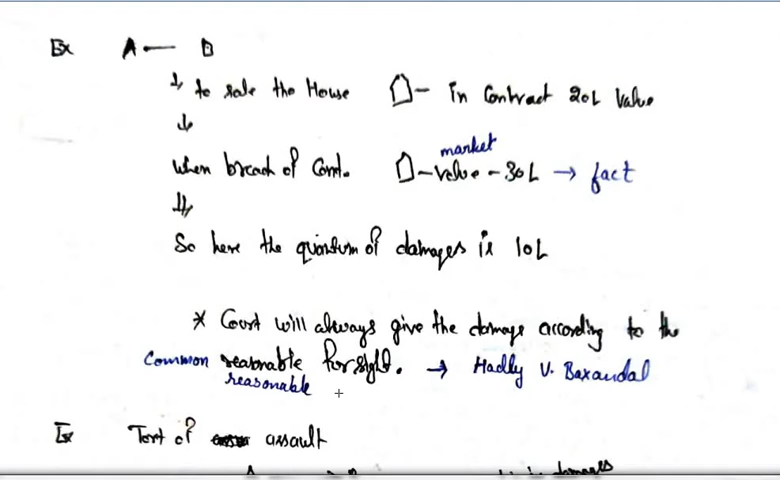 Ex A — B
to sale the House - in Contract 20L Value
when breach of Cont. - market value - 30L → fact
So here the quantum of damages is 10L
* Court will always give the damage according to the
Common reasonable forsight. → Hadly V. Baxandal
reasonable
Ex Tort of assault
damages